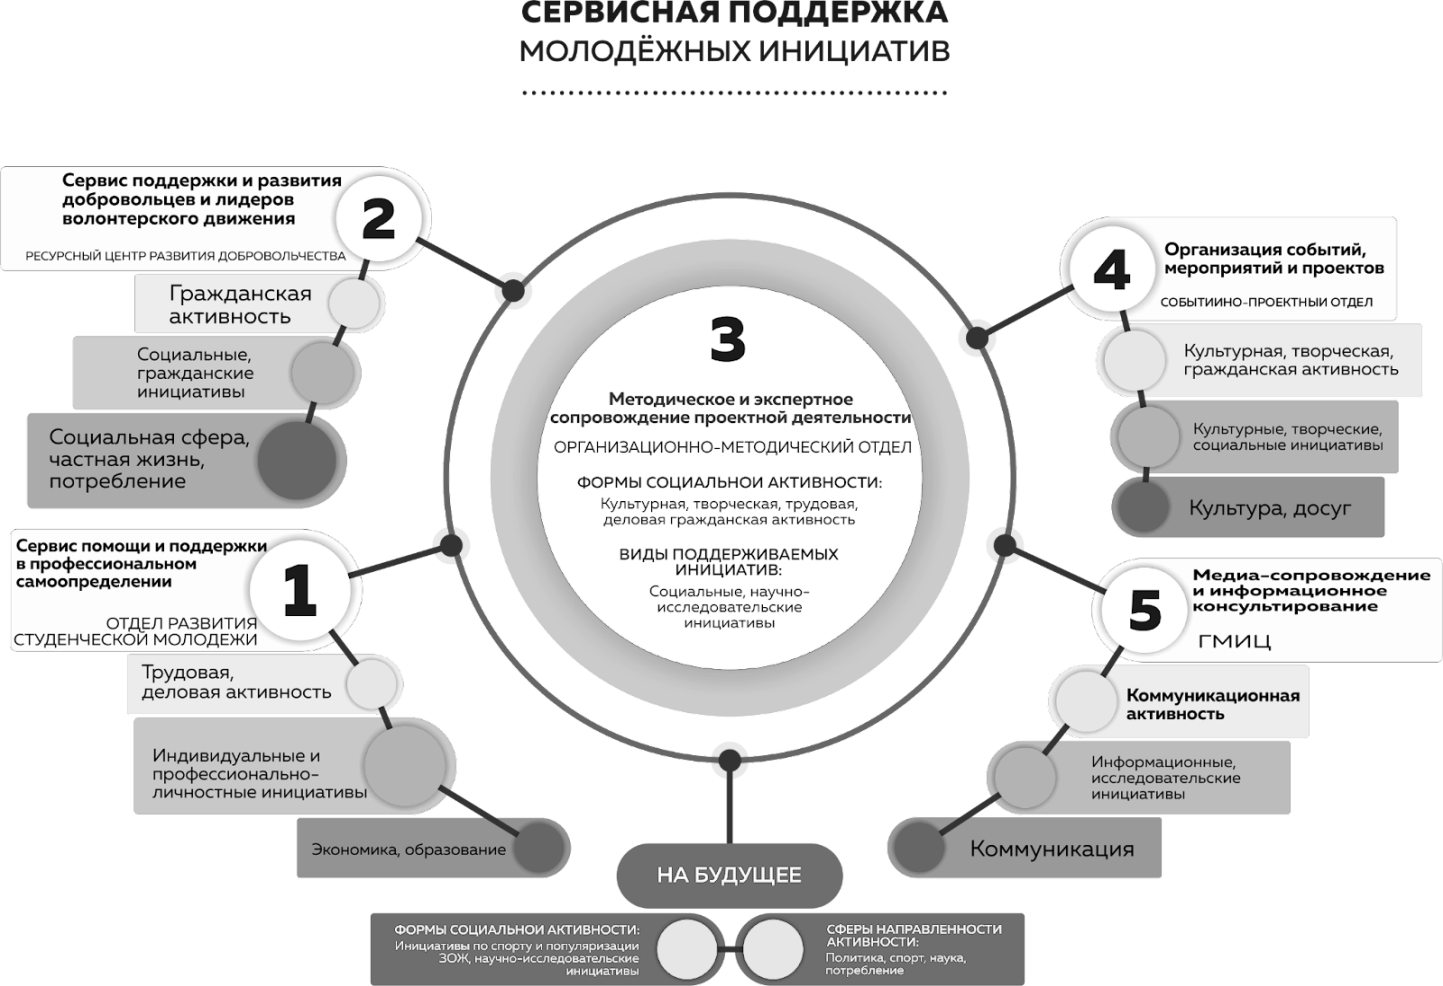 СЕРВИСНАЯ ПОДДЕРЖКА
МОЛОДЁЖНЫХ ИНИЦИАТИВ
Сервис поддержки и развития
добровольцев и лидеров
волонтерского движения
РЕСУРСНЫЙ ЦЕНТР РАЗВИТИЯ ДОБРОВОЛЬЧЕСТВА
2
Гражданская
активность
Социальные,
гражданские
инициативы
Социальная сфера,
частная жизнь,
потребление
Сервис помощи и поддержки
в профессиональном
самоопределении
ОТДЕЛ РАЗВИТИЯ
СТУДЕНЧЕСКОЙ МОЛОДЕЖИ
1
Трудовая,
деловая активность
Индивидуальные и
профессионально-
личностные инициативы
Экономика, образование
3
Методическое и экспертное
сопровождение проектной деятельности
ОРГАНИЗАЦИОННО-МЕТОДИЧЕСКИЙ ОТДЕЛ
ФОРМЫ СОЦИАЛЬНОИ АКТИВНОСТИ:
Культурная, творческая, трудовая,
деловая гражданская активность
ВИДЫ ПОДДЕРЖИВАЕМЫХ
ИНИЦИАТИВ:
Социальные, научно-
исследовательские
инициативы
4
Организация событий,
мероприятий и проектов
СОБЫТИИНО-ПРОЕКТНЫИ ОТДЕЛ
Культурная, творческая,
гражданская активность
Культурные, творческие,
социальные инициативы
Культура, досуг
5
Медиа-сопровождение
и информационное
консультирование
ГМИЦ
Коммуникационная
активность
Информационные,
исследовательские
инициативы
Коммуникация
НА БУДУЩЕЕ
ФОРМЫ СОЦИАЛЬНОИ АКТИВНОСТИ:
Инициативы по спорту и популяризации
ЗОЖ, научно-исследовательские
инициативы
СФЕРЫ НАПРАВЛЕННОСТИ
АКТИВНОСТИ:
Политика, спорт, наука,
потребление